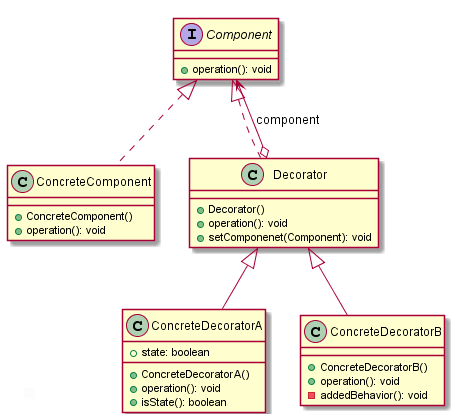 I Component
operation(): void
component
C ConcreteComponent
ConcreteComponent()
operation(): void
C Decorator
Decorator()
operation(): void
setComponenet(Component): void
C ConcreteDecoratorA
state: boolean
ConcreteDecoratorA()
operation(): void
isState(): boolean
C ConcreteDecoratorB
ConcreteDecoratorB()
operation(): void
addedBehavior(): void